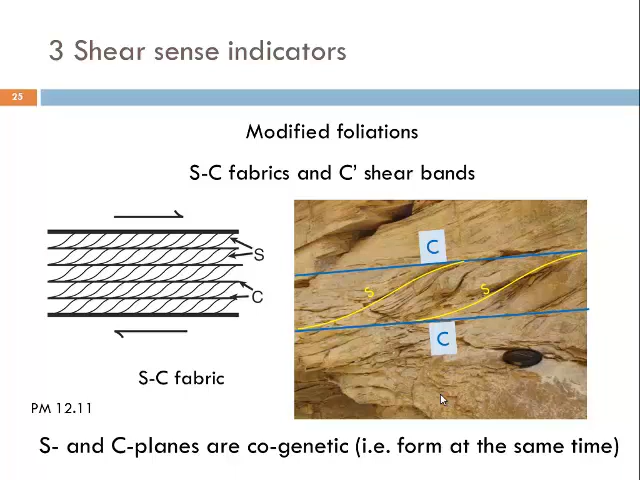 3 Shear sense indicators
25
Modified foliations
S-C fabrics and C’ shear bands
S
C
S-C fabric
C
S
S
C
PM 12.11
S- and C-planes are co-genetic (i.e. form at the same time)